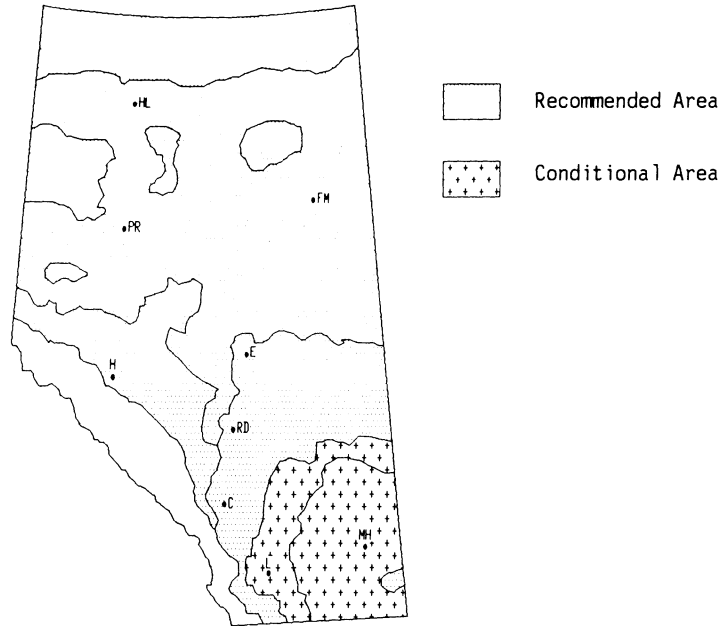 HL
Recommended Area
Conditional Area
FM
PR
E
H
RD
C
MH
L